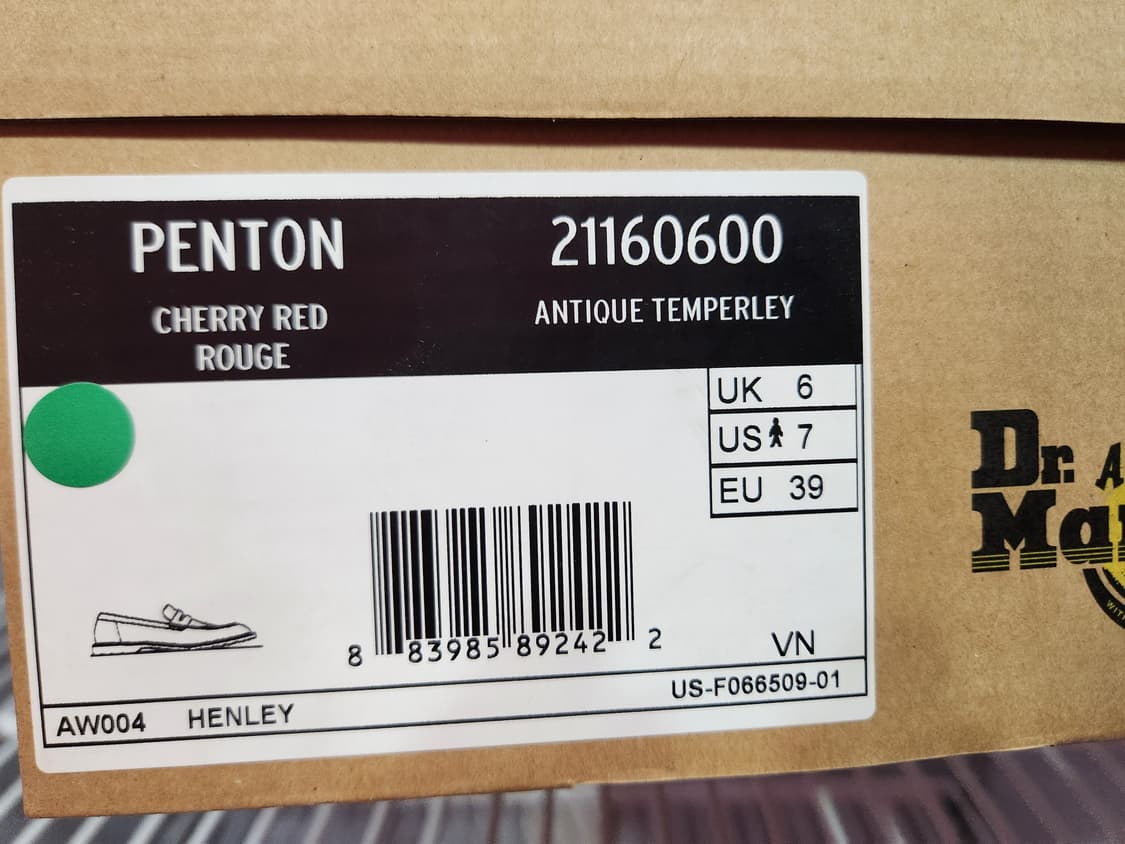 PENTON 21160600
CHERRY RED ANTIQUE TEMPERLEY
ROUGE
UK 6
US 7
EU 39
8 83985 89242 2
VN
US-F066509-01
AW004 HENLEY
Dr.